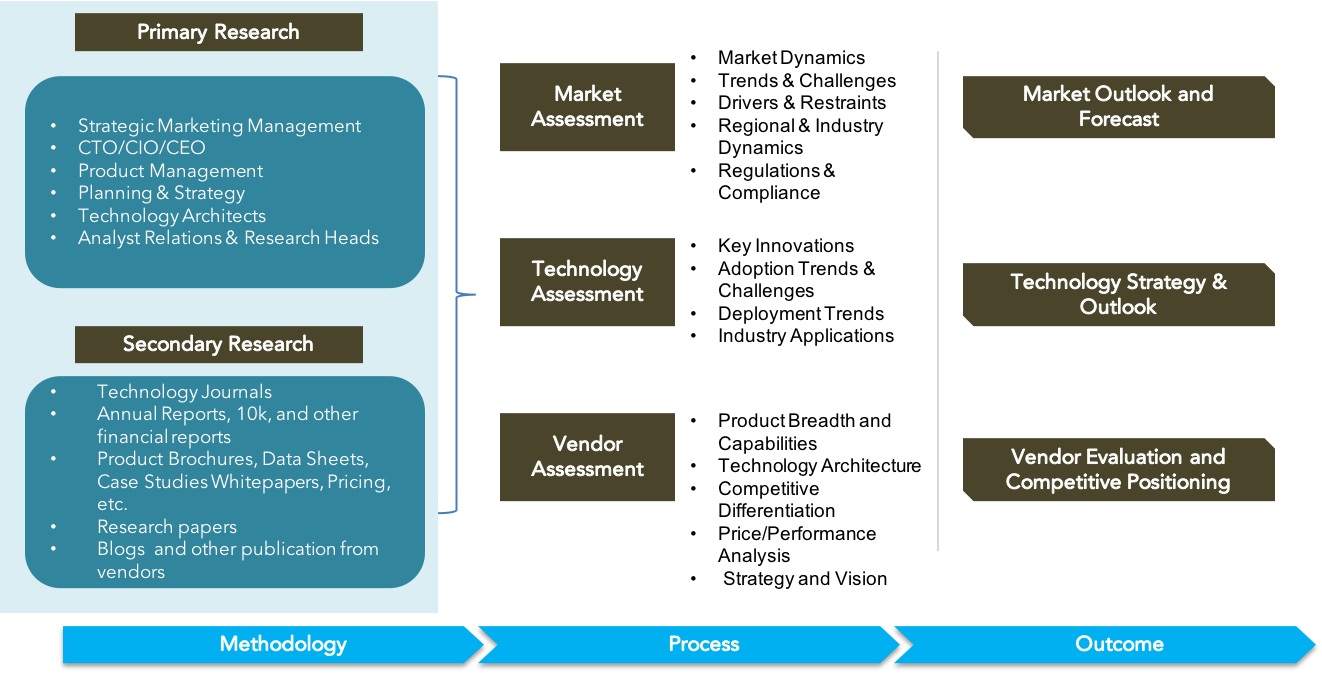 Primary Research
• Strategic Marketing Management
• CTO/CIO/CEO
• Product Management
• Planning & Strategy
• Technology Architects
• Analyst Relations & Research Heads
Secondary Research
• Technology Journals
• Annual Reports, 10k, and other
financial reports
• Product Brochures, Data Sheets,
Case Studies Whitepapers, Pricing,
etc.
• Research papers
• Blogs and other publication from
vendors
Market
Assessment
• Market Dynamics
• Trends & Challenges
• Drivers & Restraints
• Regional & Industry
Dynamics
• Regulations &
Compliance
Market Outlook and
Forecast
Technology
Assessment
• Key Innovations
• Adoption Trends &
Challenges
• Deployment Trends
• Industry Applications
Technology Strategy &
Outlook
Vendor
Assessment
• Product Breadth and
Capabilities
• Technology Architecture
• Competitive
Differentiation
• Price/Performance
Analysis
• Strategy and Vision
Vendor Evaluation and
Competitive Positioning
Methodology
Process
Outcome